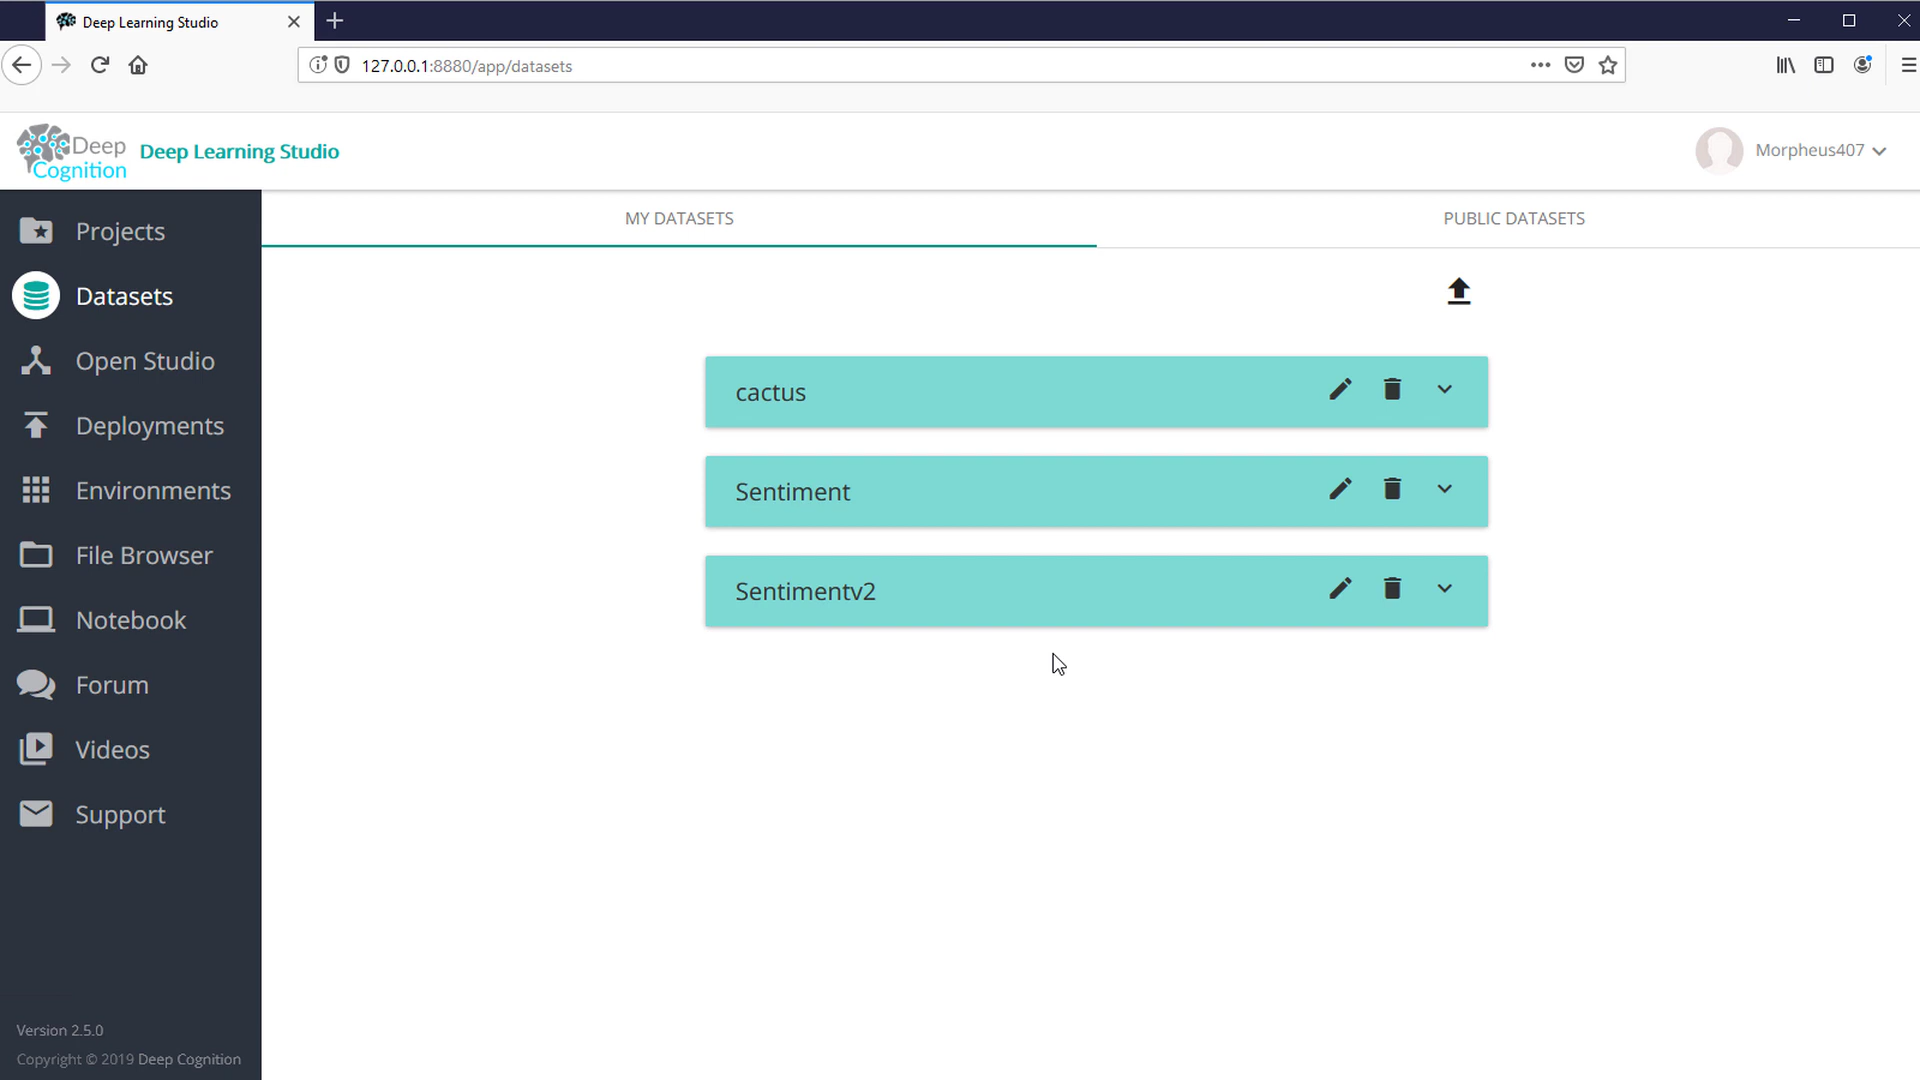 Deep Learning Studio
127.0.0.1:8880/app/datasets
Deep
Cognition
Deep Learning Studio
Morpheus407
Projects
Datasets
Open Studio
Deployments
Environments
File Browser
Notebook
Forum
Videos
Support
Version 2.5.0
Copyright © 2019 Deep Cognition
MY DATASETS
PUBLIC DATASETS
cactus
Sentiment
Sentimentv2